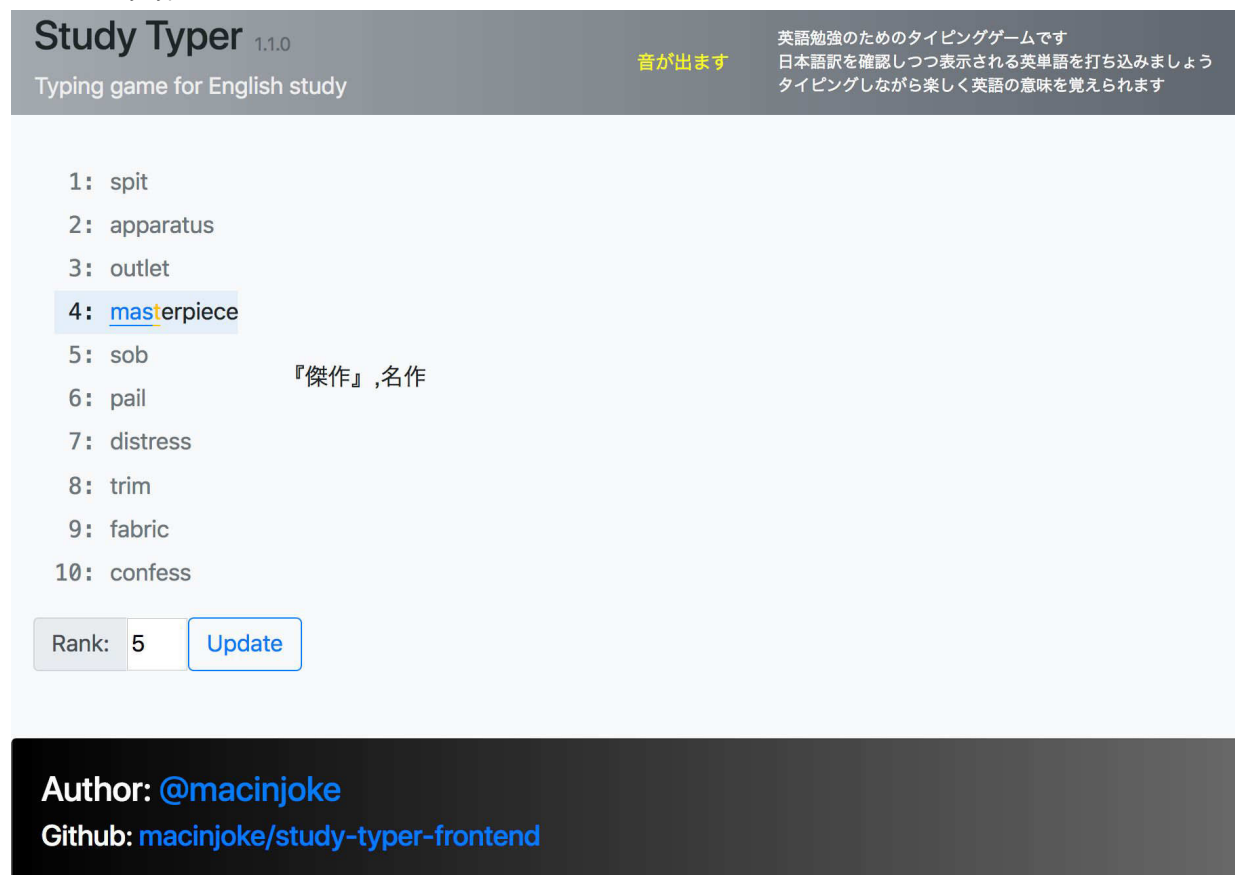 Study Typer 1.1.0
Typing game for English study
音が出ます
英語勉強のためのタイピングゲームです
日本語訳を確認しつつ表示される英単語を打ち込みましょう
タイピングしながら楽しく英語の意味を覚えられます
1: spit
2: apparatus
3: outlet
4: masterpiece
5: sob
『傑作』,名作
6: pail
7: distress
8: trim
9: fabric
10: confess
Rank: 5 Update
Author: @macinjoke
Github: macinjoke/study-typer-frontend